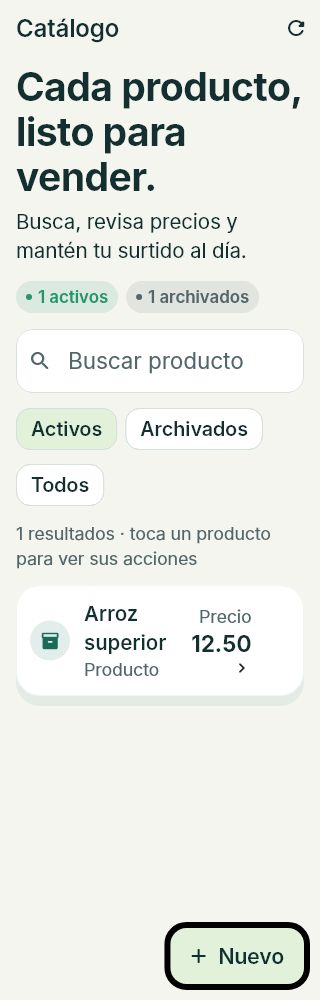 Catálogo
Cada producto,
listo para
vender.
Busca, revisa precios y
mantén tu surtido al día.
• 1 activos
• 1 archivados
Buscar producto
Activos
Archivados
Todos
1 resultados · toca un producto
para ver sus acciones
Arroz
superior
Producto
Precio
12.50
+ Nuevo